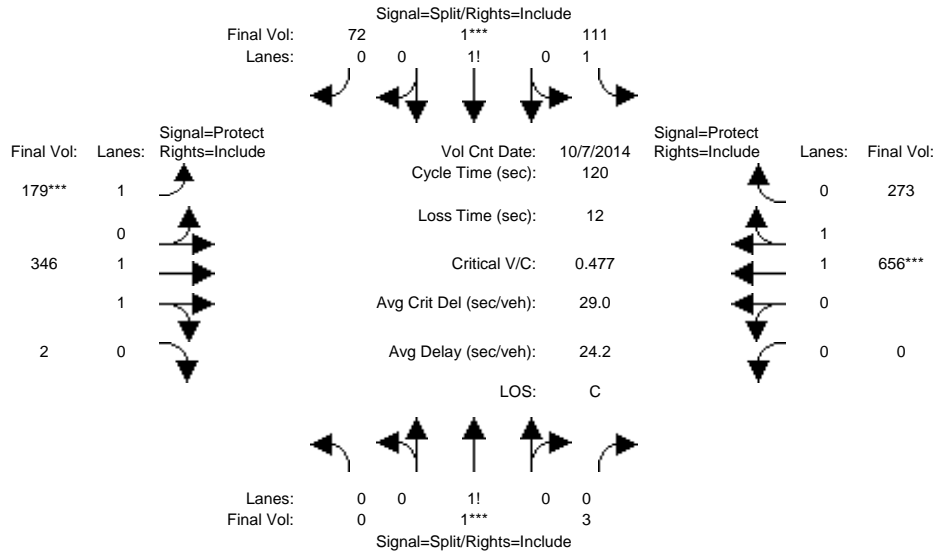 Signal=Split/Rights=Include
Final Vol: 72 1*** 111
Lanes: 0 0 1! 0 1
Signal=Protect Signal=Protect
Final Vol: Lanes: Rights=Include Vol Cnt Date: 10/7/2014 Rights=Include Lanes: Final Vol:
Cycle Time (sec): 120
179*** 1 0 273
Loss Time (sec): 12
0 1
346 1 Critical V/C: 0.477 1 656***
1 Avg Crit Del (sec/veh): 29.0 0
2 0 Avg Delay (sec/veh): 24.2 0 0
LOS: C
Lanes: 0 0 1! 0 0
Final Vol: 0 1*** 3
Signal=Split/Rights=Include